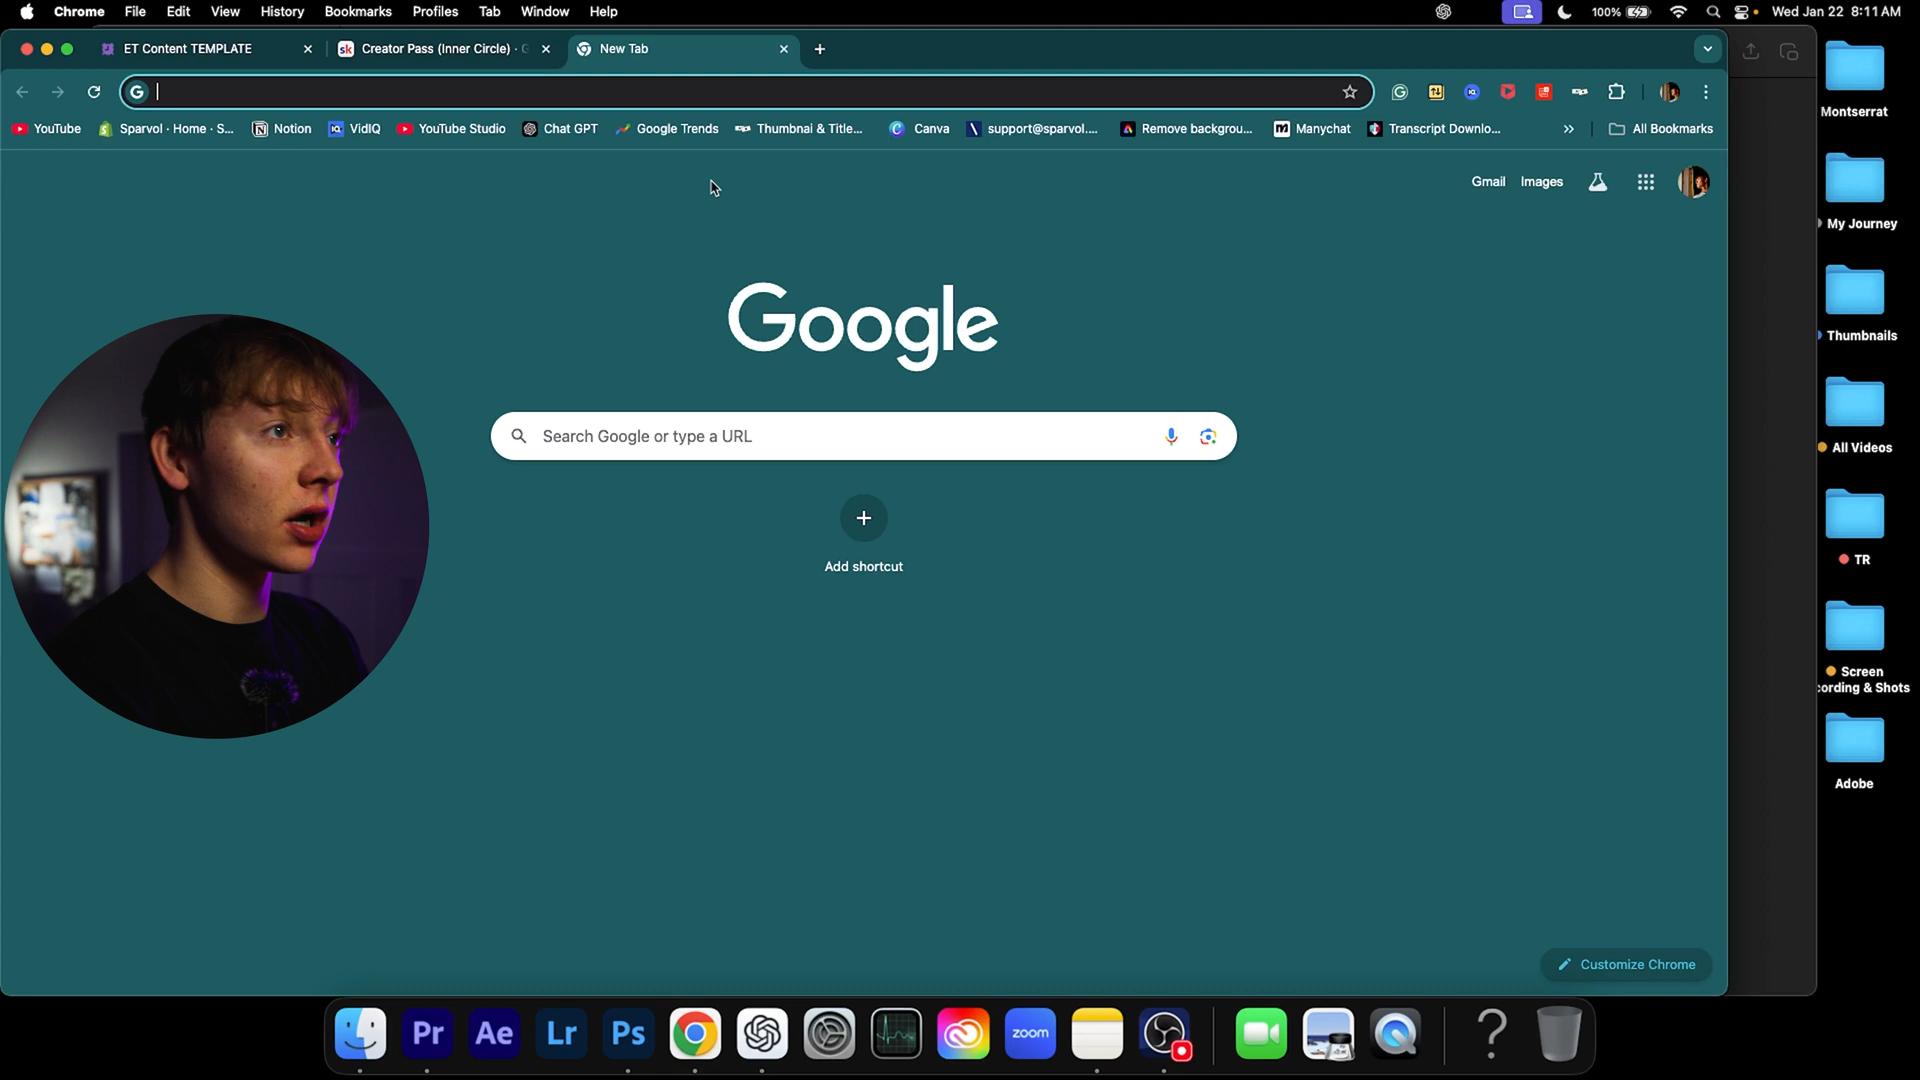 Chrome File Edit View History Bookmarks Profiles Tab Window Help 100% Wed Jan 22 8:11 AM
ET Content TEMPLATE sk Creator Pass (Inner Circle) · New Tab
YouTube Sparvol · Home · S... Notion VidIQ YouTube Studio Chat GPT Google Trends Thumbnai & Title... Canva support@sparvol.... Remove backgrou... Manychat Transcript Downlo... All Bookmarks
Gmail Images
Google
Search Google or type a URL
Add shortcut
Customize Chrome
Montserrat
My Journey
Thumbnails
All Videos
TR
Screen
cording & Shots
Adobe
Pr Ae Lr Ps zoom